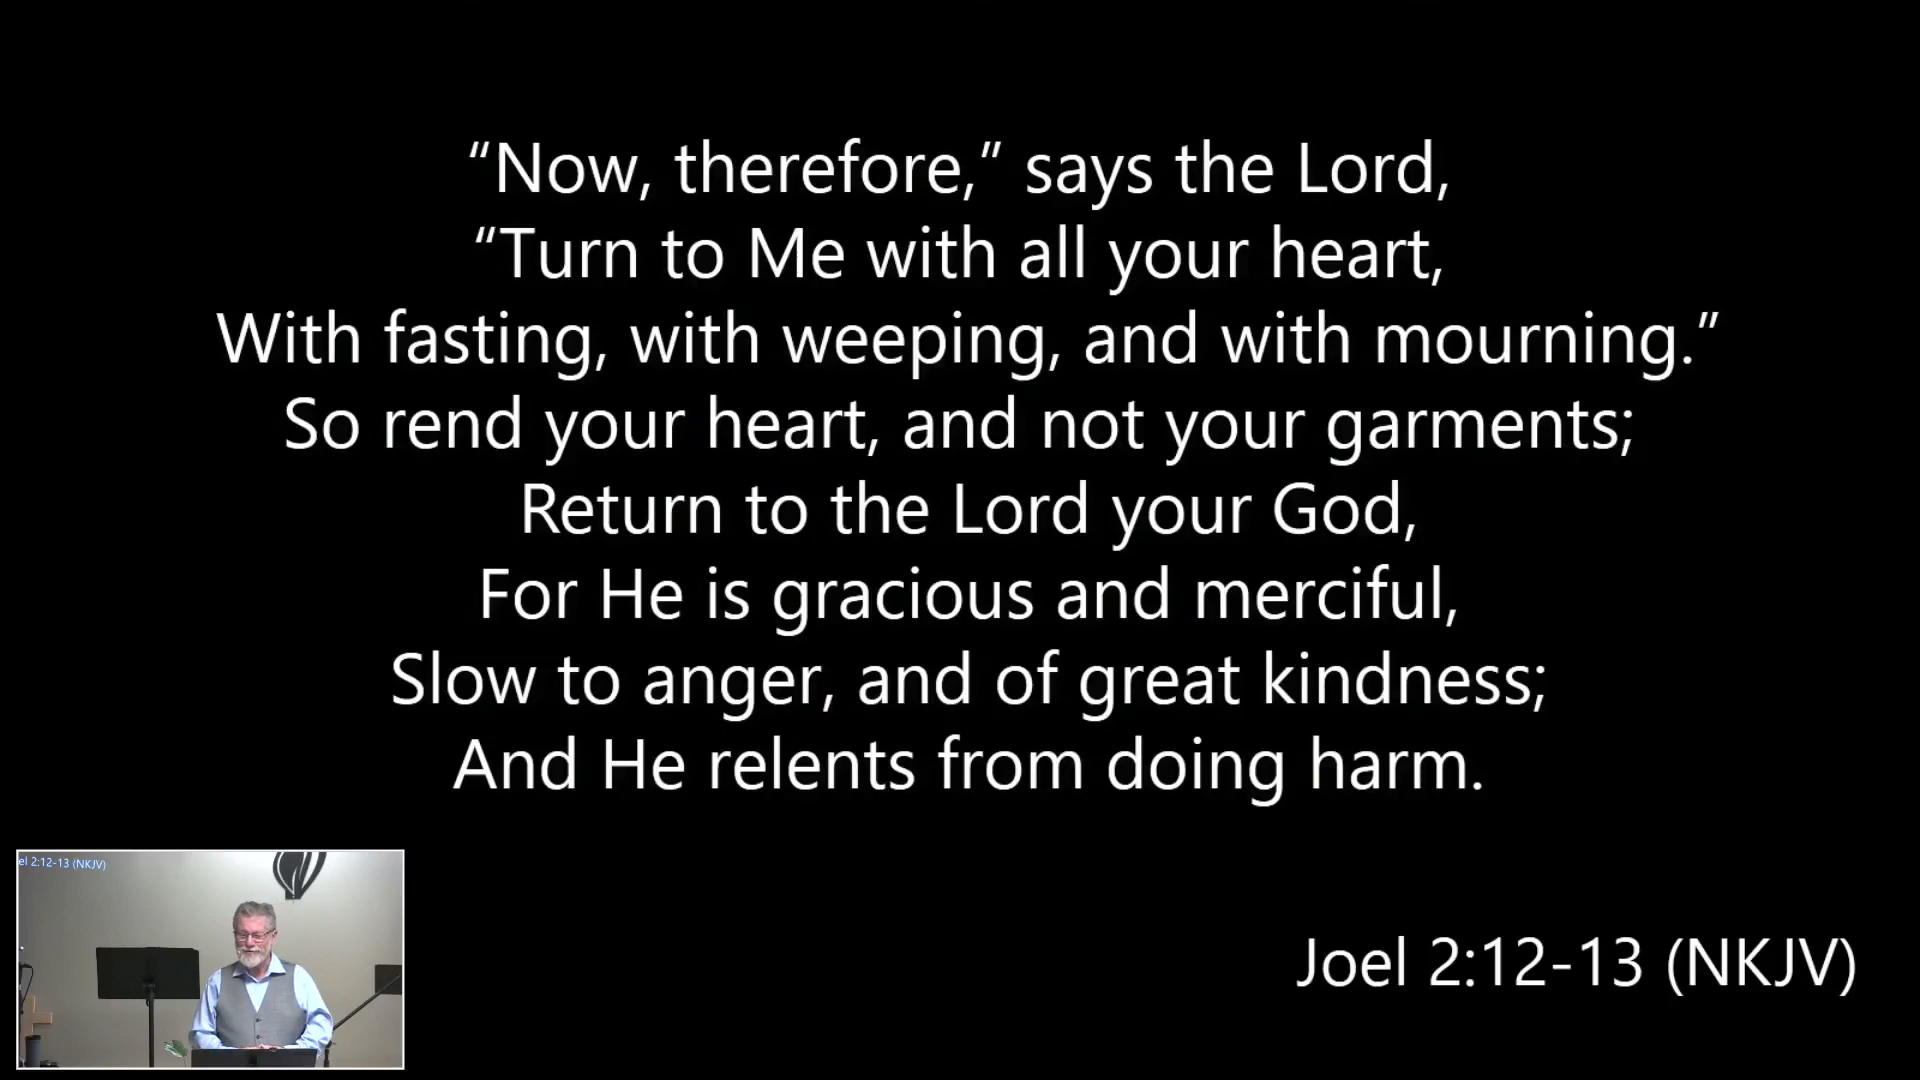 “Now, therefore,” says the Lord,
“Turn to Me with all your heart,
With fasting, with weeping, and with mourning.”
So rend your heart, and not your garments;
Return to the Lord your God,
For He is gracious and merciful,
Slow to anger, and of great kindness;
And He relents from doing harm.
el 2:12-13 (NKJV)
Joel 2:12-13 (NKJV)